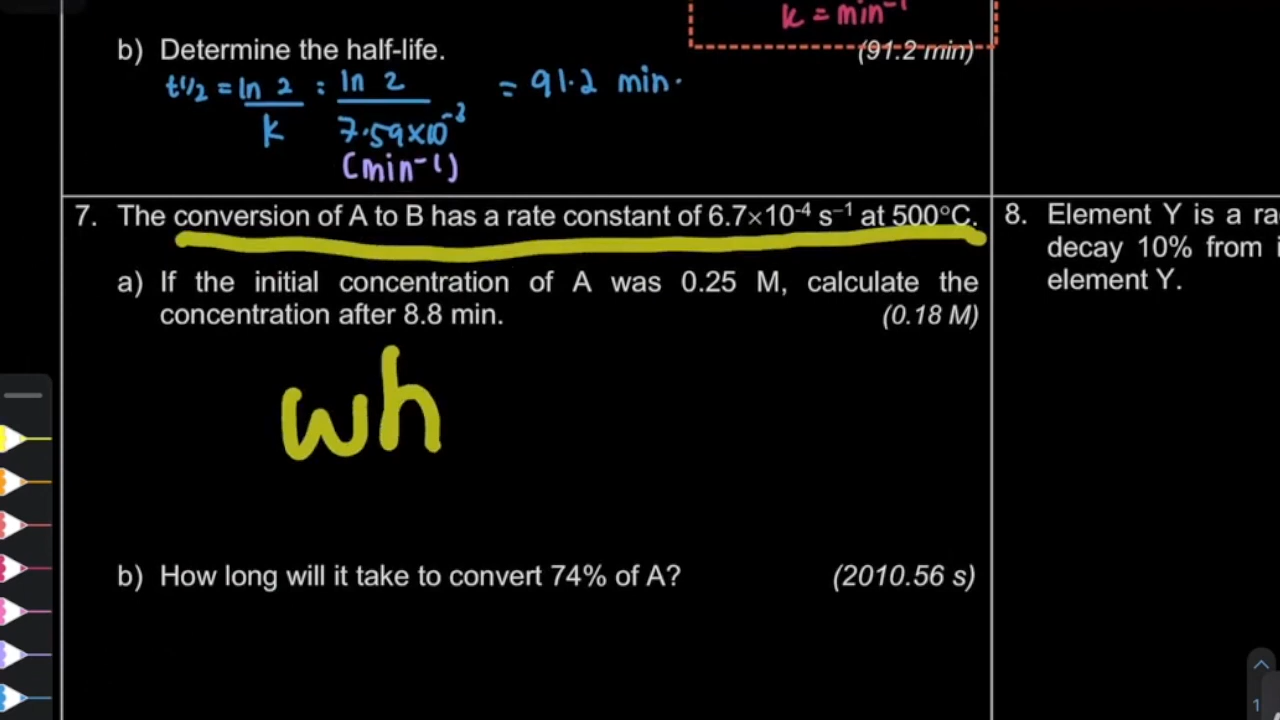 k = min⁻¹
b) Determine the half-life.
(91.2 min)
t1/2 = ln 2 / k = ln 2 / 7.59×10⁻³ = 91.2 min.
(min⁻¹)
7. The conversion of A to B has a rate constant of 6.7×10⁻⁴ s⁻¹ at 500°C.
a) If the initial concentration of A was 0.25 M, calculate the
concentration after 8.8 min.
(0.18 M)
wh
b) How long will it take to convert 74% of A?
(2010.56 s)
8. Element Y is a ra
decay 10% from i
element Y.
1